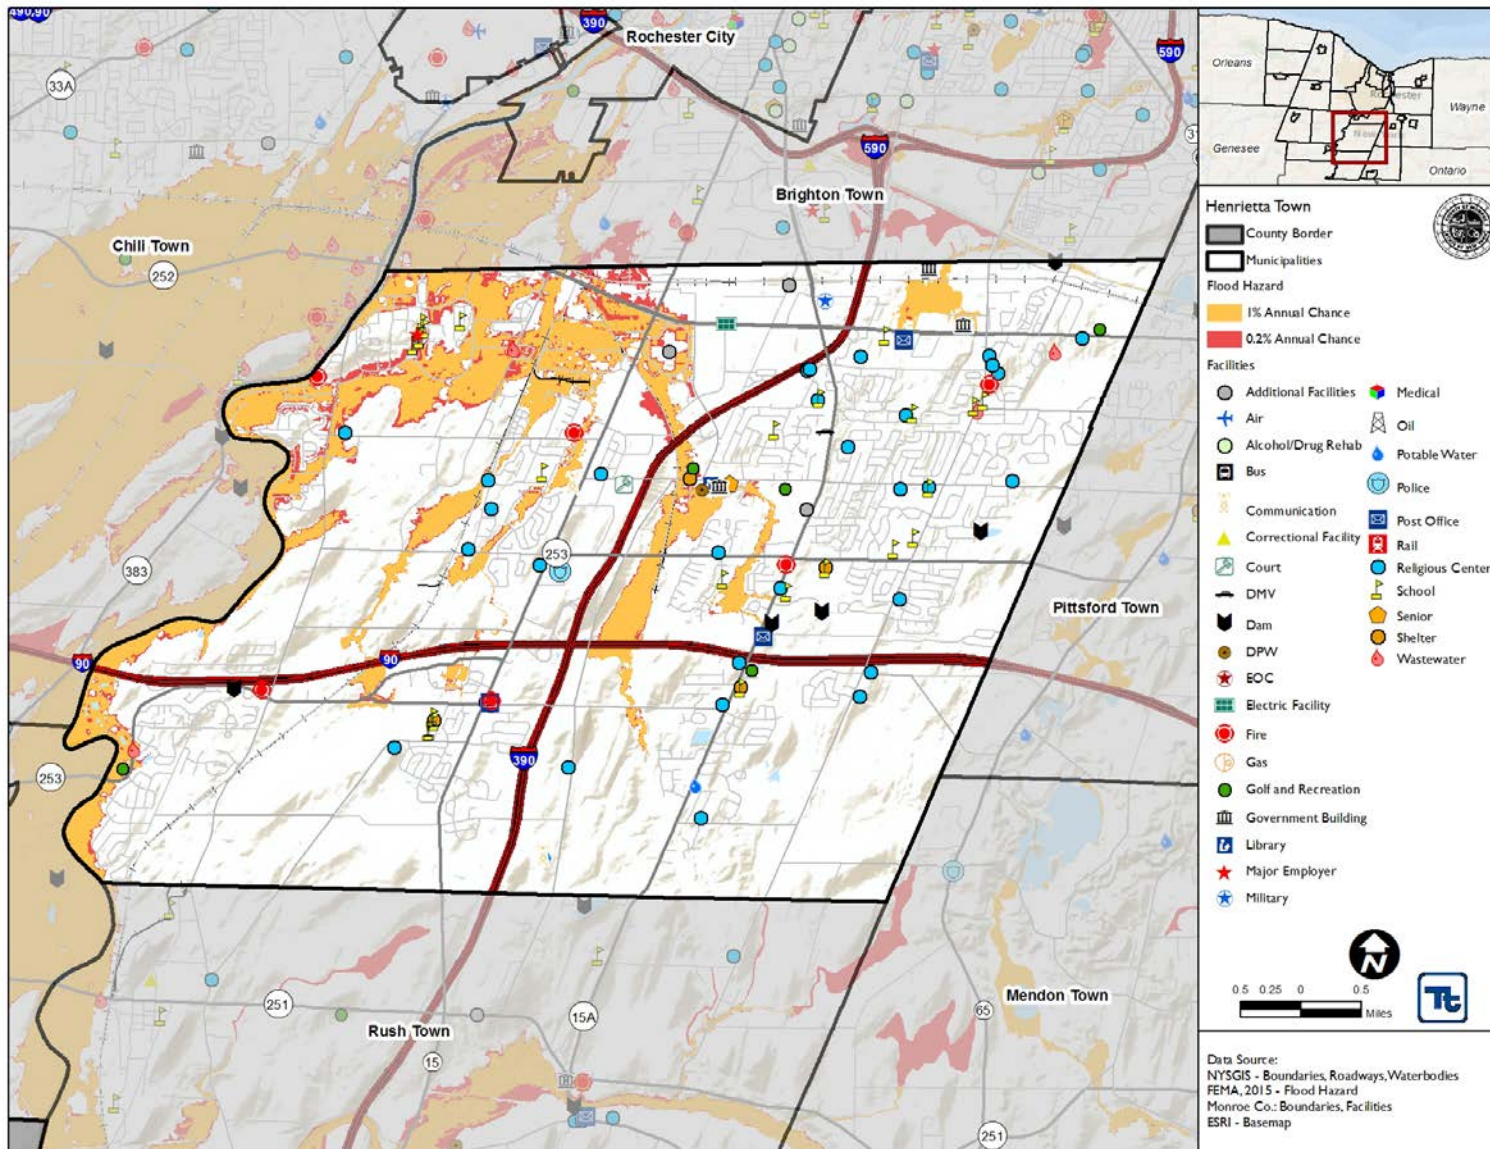 490,90
390
Rochester City
590
33A
590
Brighton Town
Chili Town
252
383
253
Pittsford Town
90
90
253
390
Mendon Town
251
Rush Town
15A
65
15
251
Orleans
Rochester
Wayne
Genesee
Ontario
Henrietta Town
County Border
Municipalities
Flood Hazard
1% Annual Chance
0.2% Annual Chance
Facilities
Additional Facilities
Air
Alcohol/Drug Rehab
Bus
Communication
Correctional Facility
Court
DMV
Dam
DPW
EOC
Electric Facility
Fire
Gas
Golf and Recreation
Government Building
Library
Major Employer
Military
Medical
Oil
Potable Water
Police
Post Office
Rail
Religious Center
School
Senior
Shelter
Wastewater
N
0.5 0.25 0 0.5
Miles
Tt
Data Source:
NYSGIS - Boundaries, Roadways,Waterbodies
FEMA, 2015 - Flood Hazard
Monroe Co.: Boundaries, Facilities
ESRI - Basemap